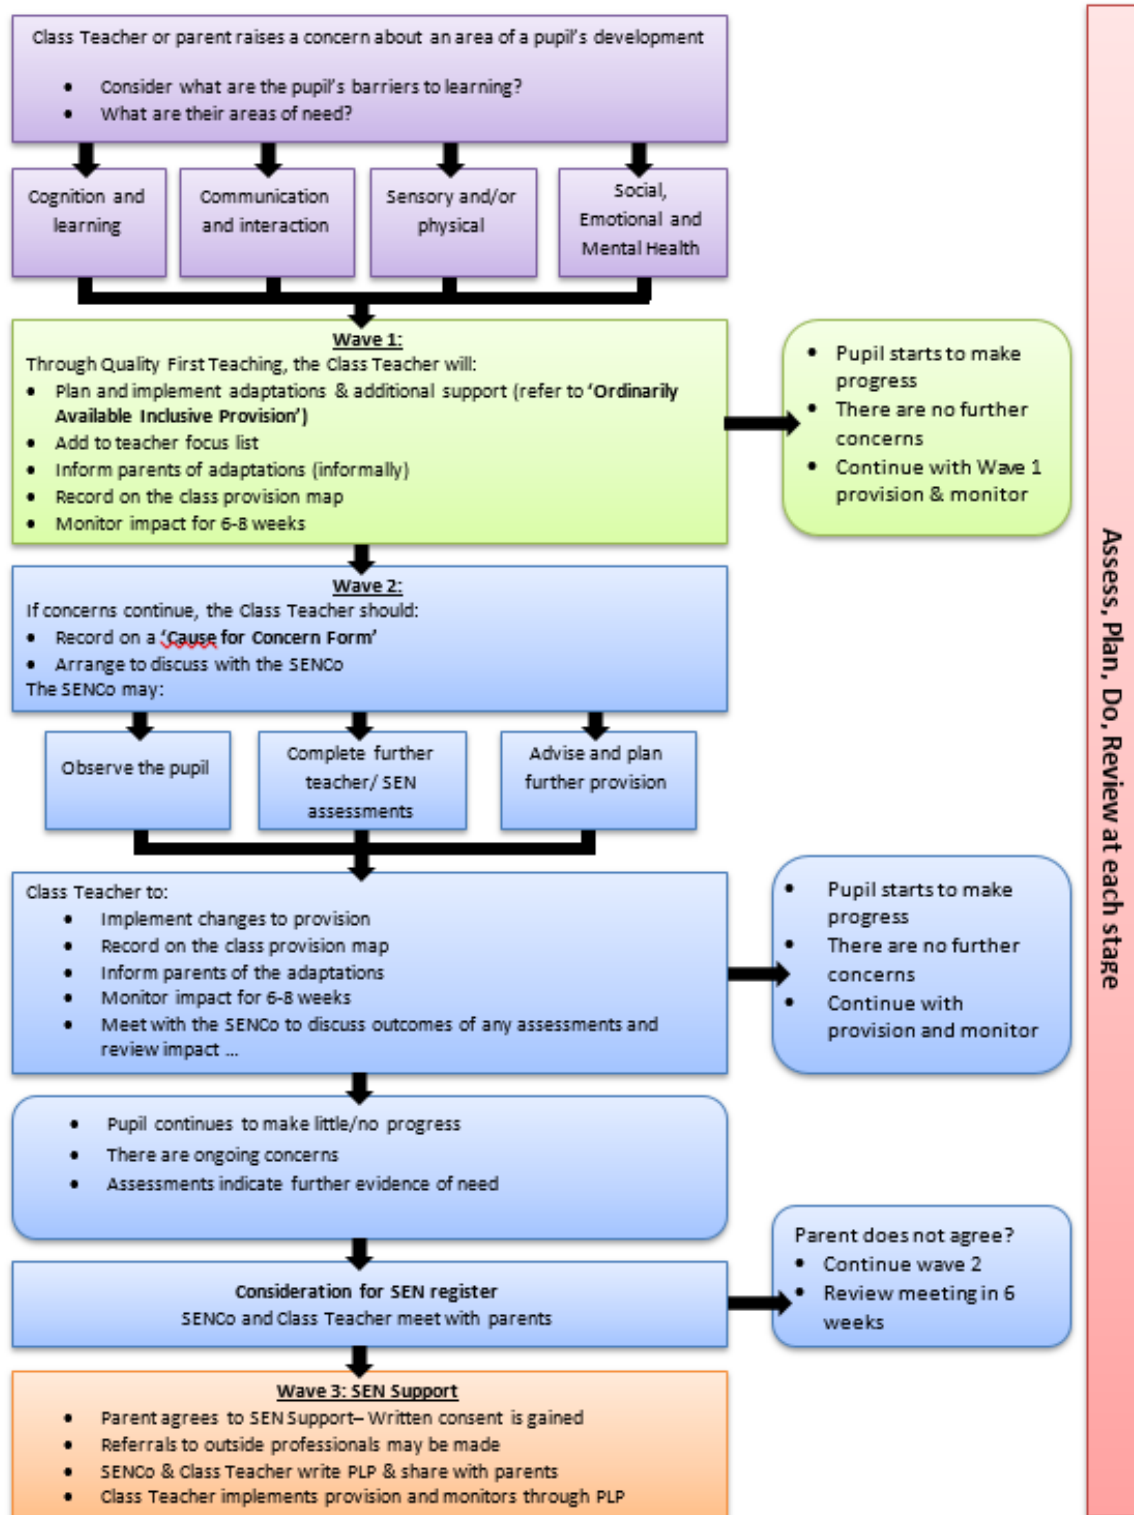 Class Teacher or parent raises a concern about an area of a pupil's development
• Consider what are the pupil's barriers to learning?
• What are their areas of need?
Cognition and
learning
Communication
and interaction
Sensory and/or
physical
Social,
Emotional and
Mental Health
Wave 1:
Through Quality First Teaching, the Class Teacher will:
• Plan and implement adaptations & additional support (refer to 'Ordinarily
Available Inclusive Provision')
• Add to teacher focus list
• Inform parents of adaptations (informally)
• Record on the class provision map
• Monitor impact for 6-8 weeks
• Pupil starts to make
progress
• There are no further
concerns
• Continue with Wave 1
provision & monitor
Wave 2:
If concerns continue, the Class Teacher should:
• Record on a 'Cause for Concern Form'
• Arrange to discuss with the SENCo
The SENCo may:
Observe the pupil
Complete further
teacher/ SEN
assessments
Advise and plan
further provision
Class Teacher to:
• Implement changes to provision
• Record on the class provision map
• Inform parents of the adaptations
• Monitor impact for 6-8 weeks
• Meet with the SENCo to discuss outcomes of any assessments and
review impact ...
• Pupil starts to make
progress
• There are no further
concerns
• Continue with
provision and monitor
• Pupil continues to make little/no progress
• There are ongoing concerns
• Assessments indicate further evidence of need
Consideration for SEN register
SENCo and Class Teacher meet with parents
Parent does not agree?
• Continue wave 2
• Review meeting in 6
weeks
Wave 3: SEN Support
• Parent agrees to SEN Support– Written consent is gained
• Referrals to outside professionals may be made
• SENCo & Class Teacher write PLP & share with parents
• Class Teacher implements provision and monitors through PLP
Assess, Plan, Do, Review at each stage